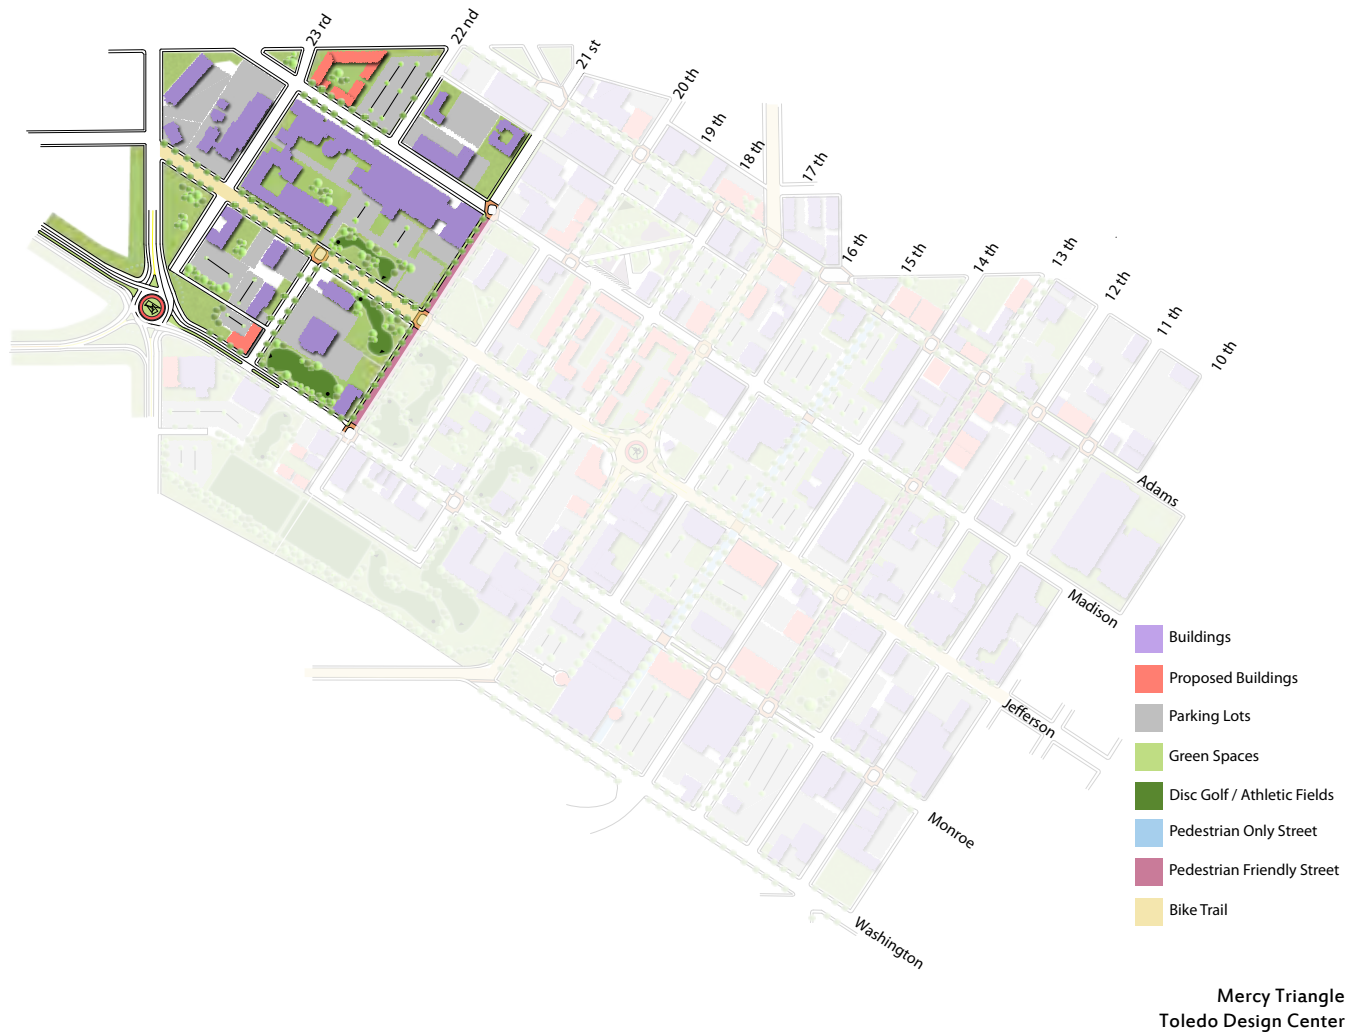 23 rd
22 nd
21 st
20 th
19 th
18 th
17 th
16 th
15 th
14 th
13 th
12 th
11 th
10 th
Adams
Madison
Jefferson
Monroe
Washington
Buildings
Proposed Buildings
Parking Lots
Green Spaces
Disc Golf / Athletic Fields
Pedestrian Only Street
Pedestrian Friendly Street
Bike Trail
Mercy Triangle
Toledo Design Center